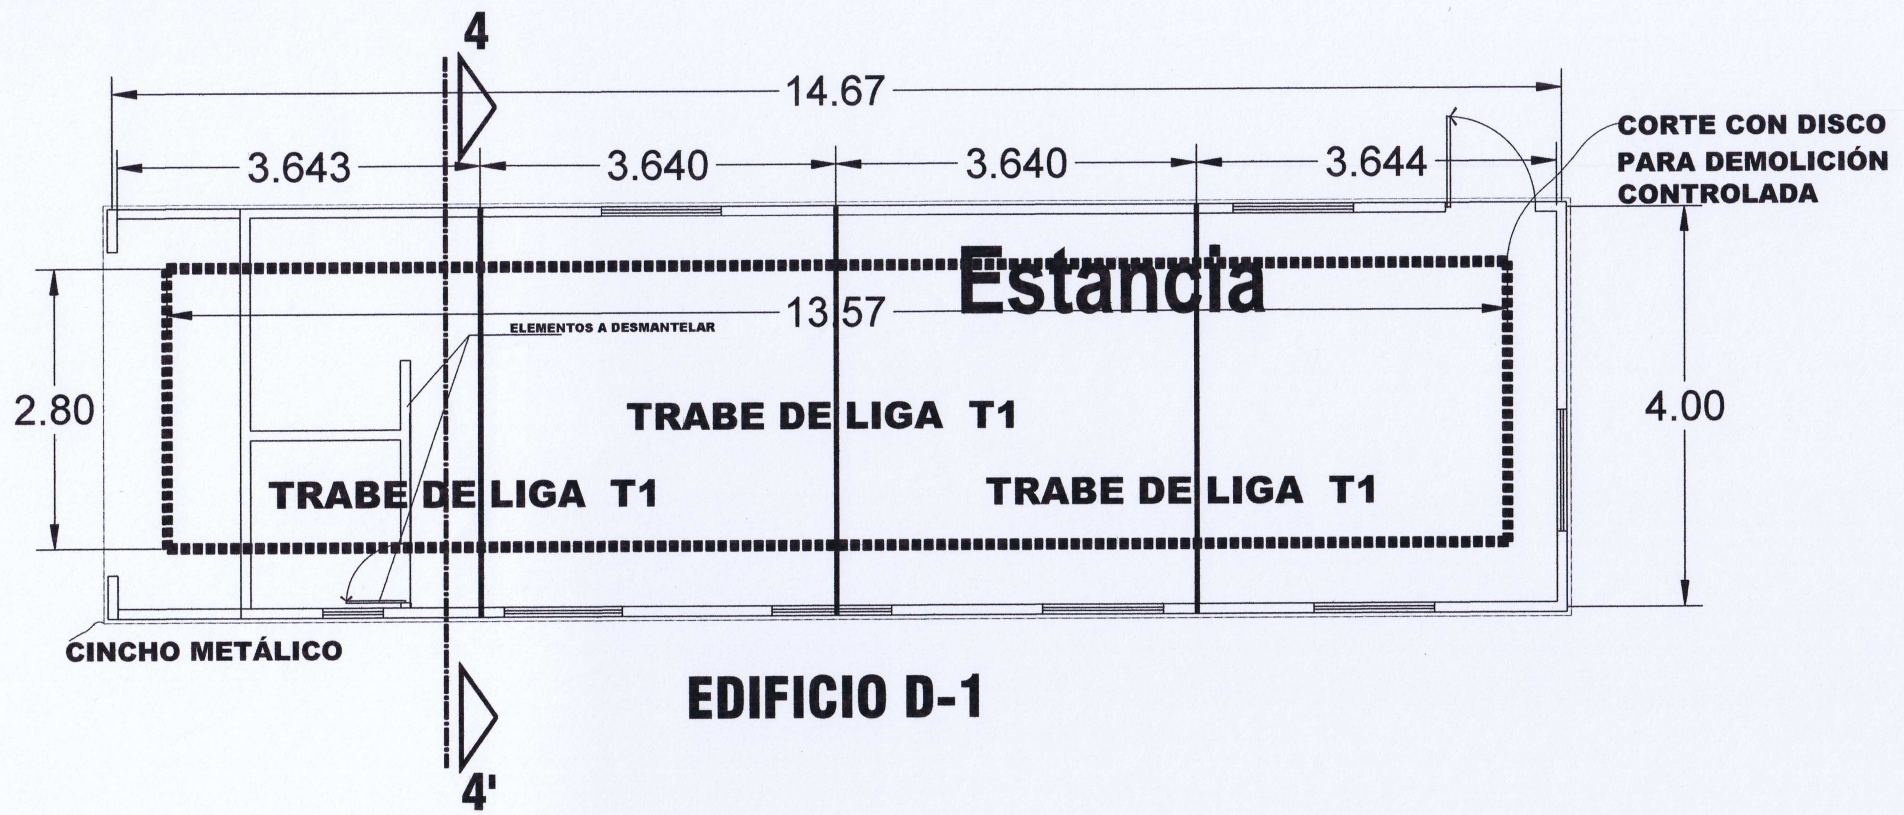 4
14.67
3.643
3.640
3.640
3.644
CORTE CON DISCO
PARA DEMOLICIÓN
CONTROLADA
Estancia
13.57
ELEMENTOS A DESMANTELAR
2.80
4.00
TRABE DE LIGA T1
TRABE DE LIGA T1
TRABE DE LIGA T1
CINCHO METÁLICO
EDIFICIO D-1
4'